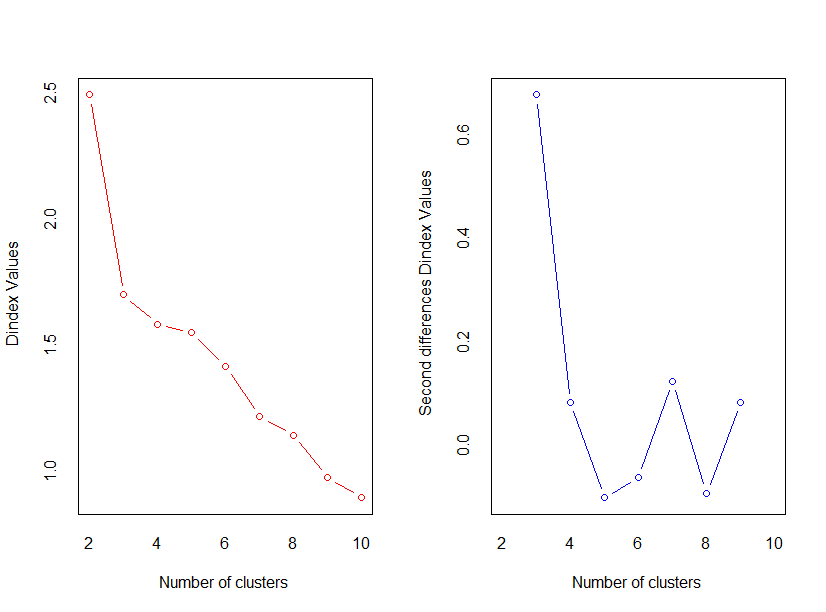 Dindex Values
2.5
2.0
1.5
1.0
2 4 6 8 10
Number of clusters
Second differences Dindex Values
0.6
0.4
0.2
0.0
2 4 6 8 10
Number of clusters